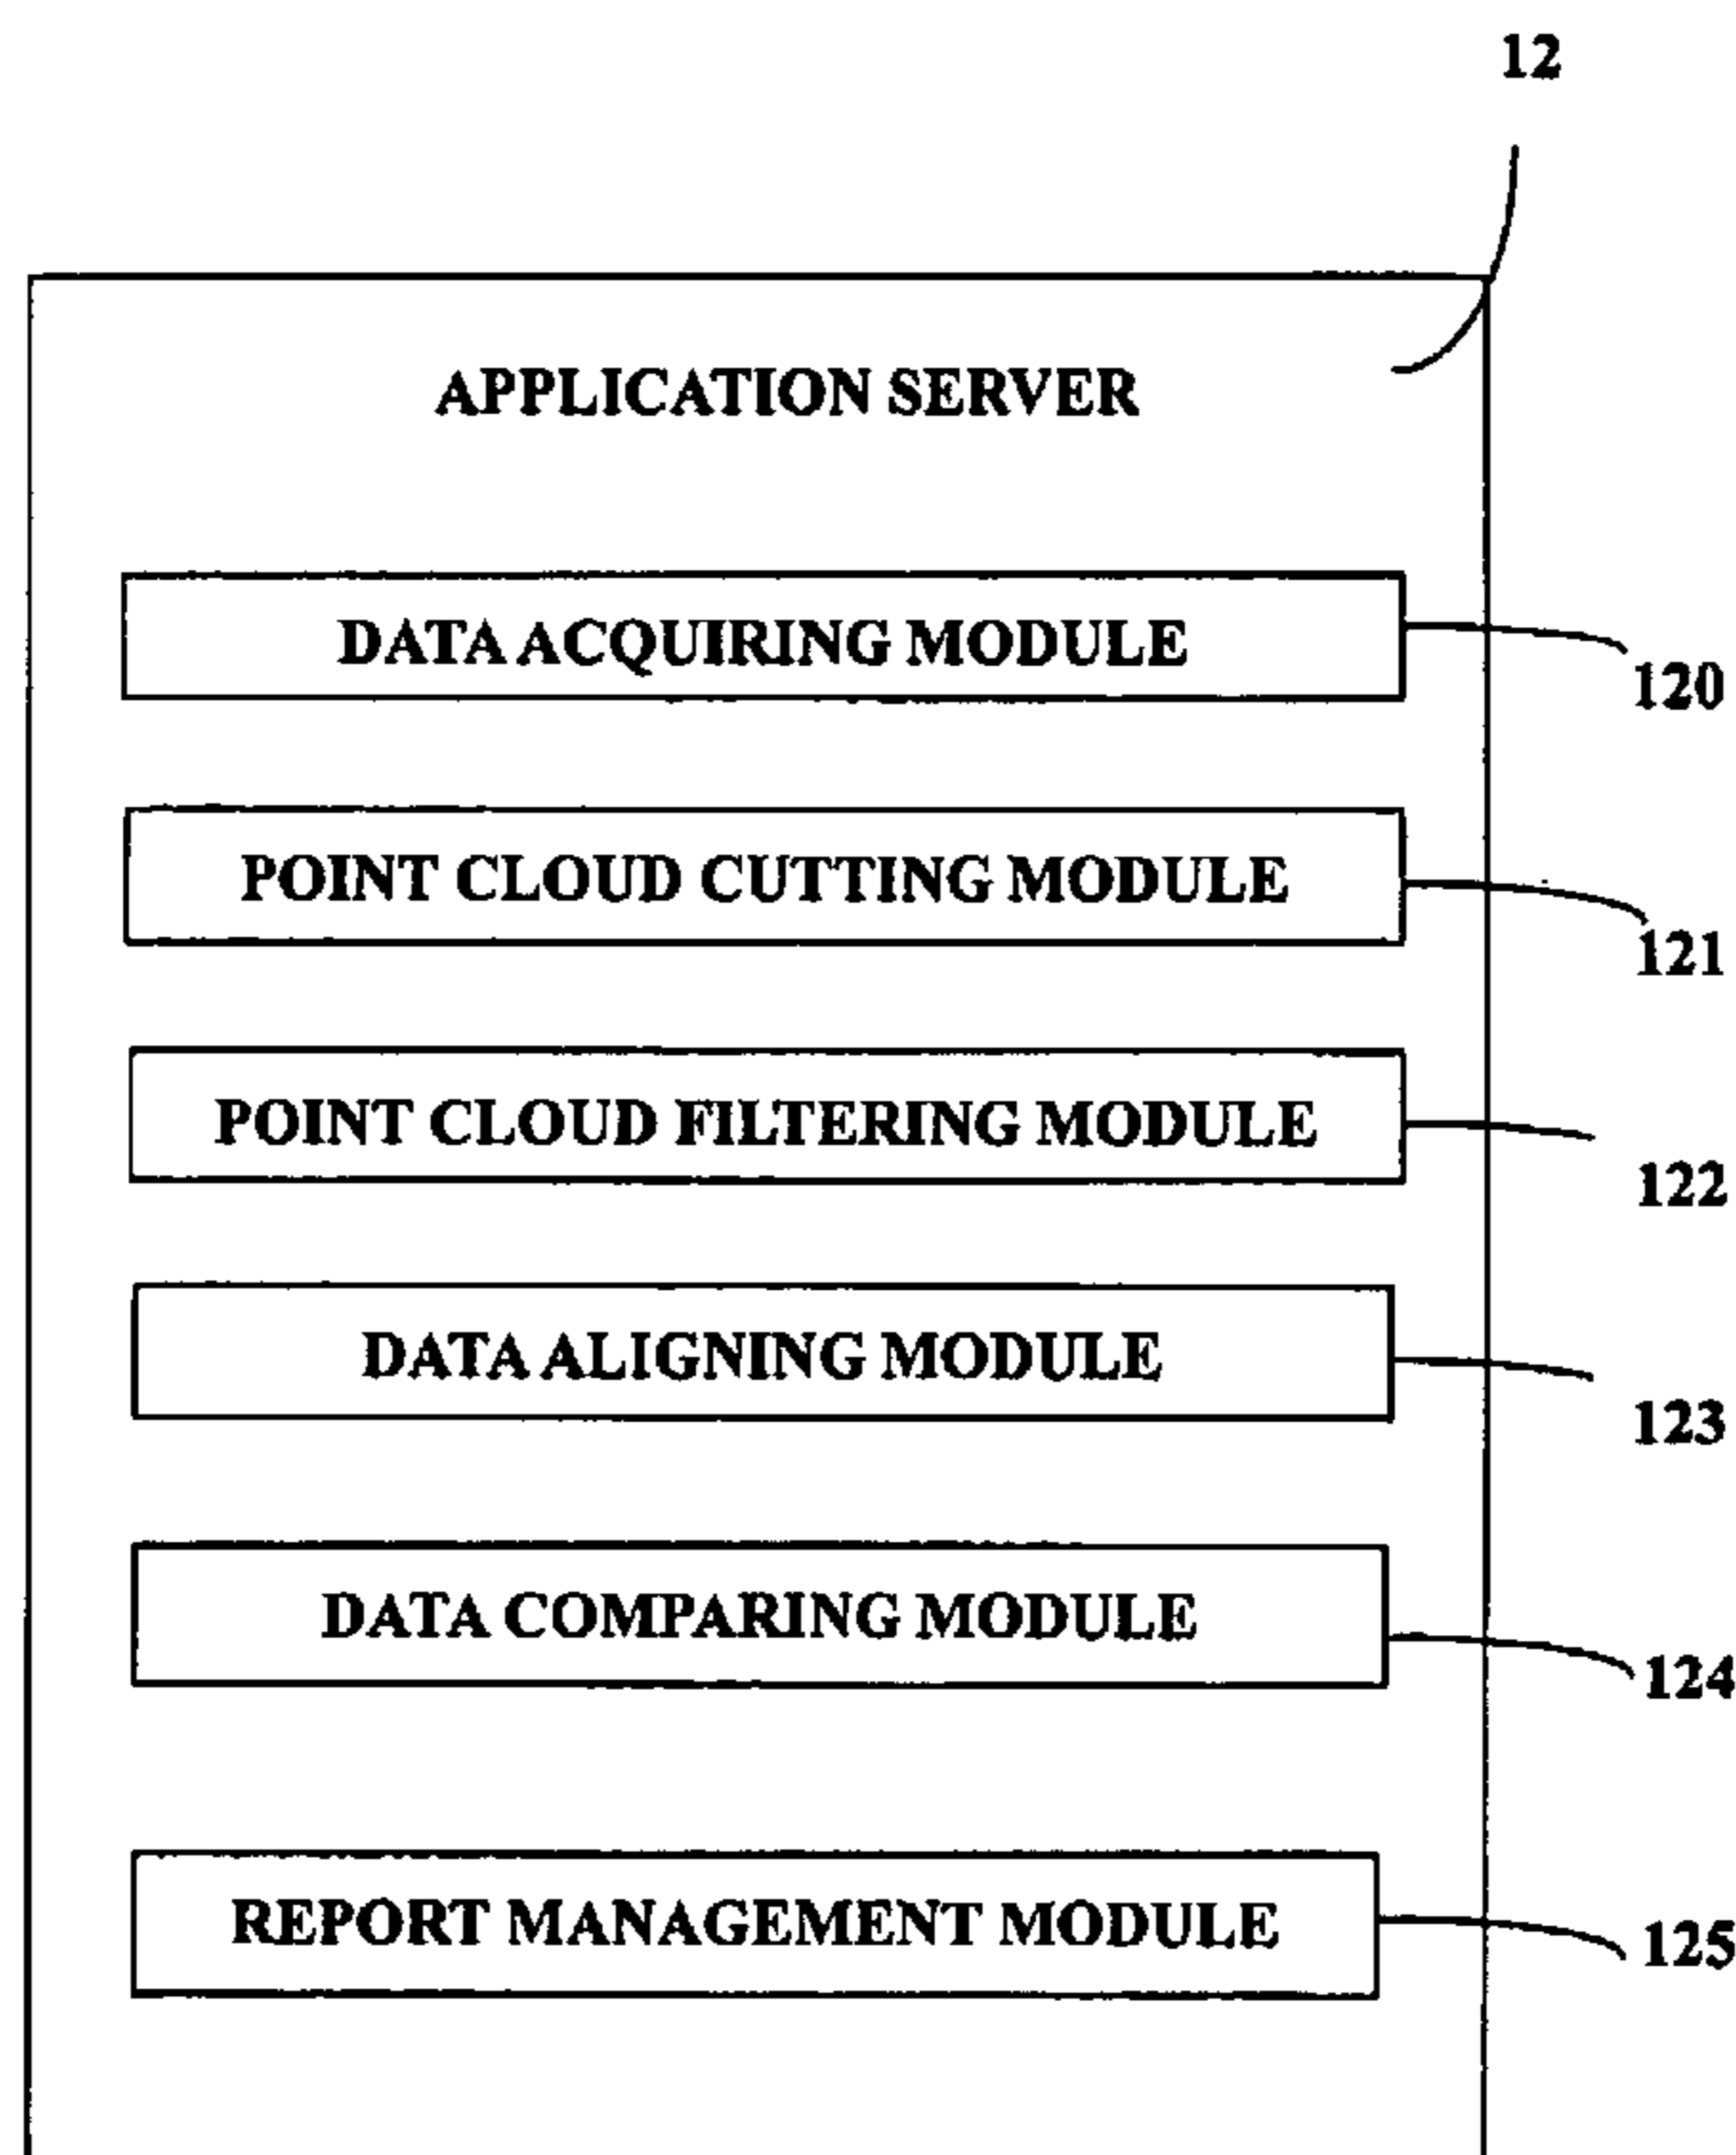 12
APPLICATION SERVER
DATA ACQUIRING MODULE
120
POINT CLOUD CUTTING MODULE
121
POINT CLOUD FILTERING MODULE
122
DATA ALIGNING MODULE
123
DATA COMPARING MODULE
124
REPORT MANAGEMENT MODULE
125